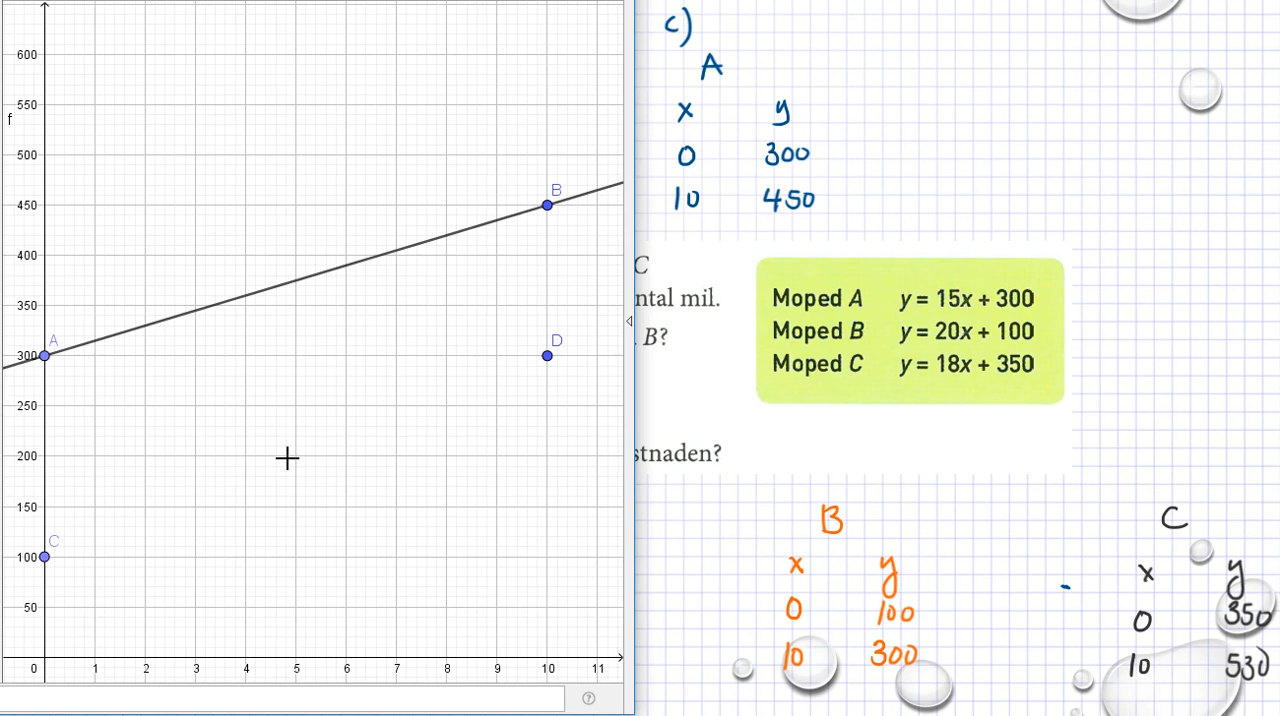 600
f
550
500
450
400
350
300
250
200
150
100
50
0 1 2 3 4 5 6 7 8 9 10 11
A
B
C
D
?
c)
A
x y
0 300
10 450
C
ntal mil.
B?
Moped A y = 15x + 300
Moped B y = 20x + 100
Moped C y = 18x + 350
stnaden?
B
x y
0 100
10 300
C
x y
0 350
10 530